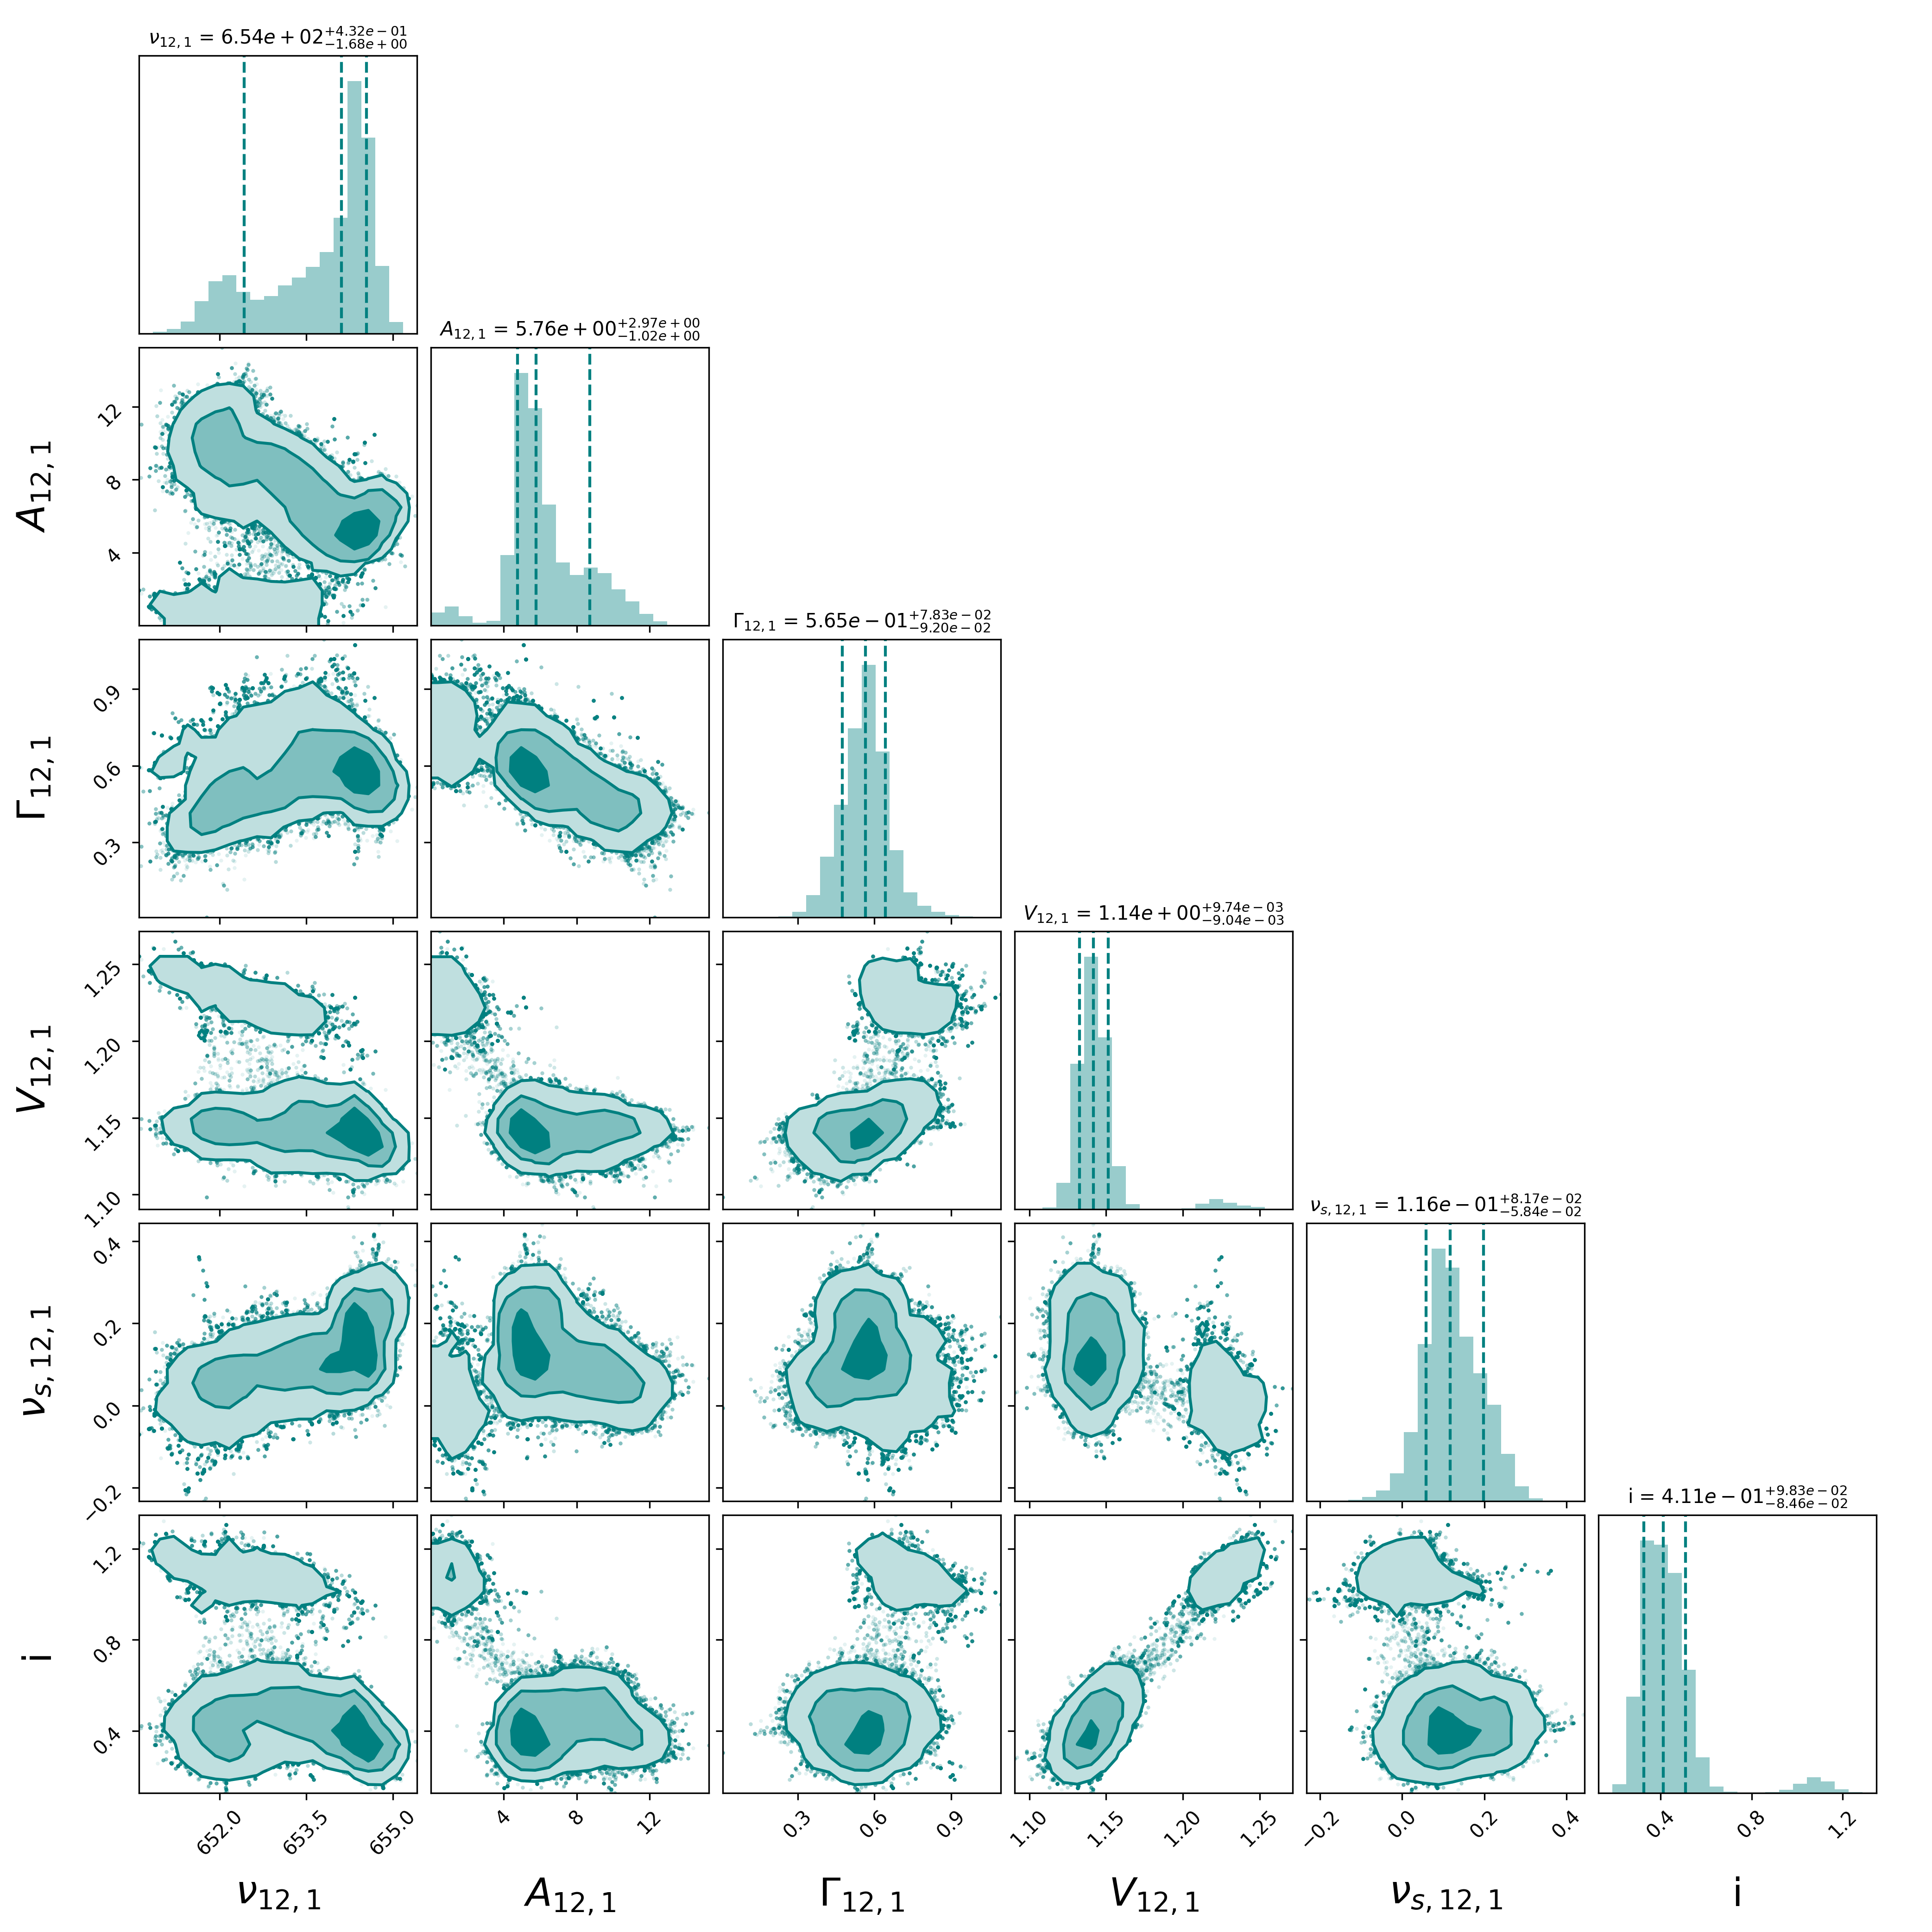 ν₁₂,₁ = 6.54e + 02 +4.32e − 01 −1.68e + 00
A₁₂,₁ = 5.76e + 00 +2.97e + 00 −1.02e + 00
12
8
4
A₁₂,₁
Γ₁₂,₁ = 5.65e − 01 +7.83e − 02 −9.20e − 02
0.9
0.6
0.3
Γ₁₂,₁
V₁₂,₁ = 1.14e + 00 +9.74e − 03 −9.04e − 03
1.25
1.20
1.15
1.10
V₁₂,₁
ν_s,₁₂,₁ = 1.16e − 01 +8.17e − 02 −5.84e − 02
0.4
0.2
0.0
−0.2
ν_s,₁₂,₁
i = 4.11e − 01 +9.83e − 02 −8.46e − 02
1.2
0.8
0.4
i
652.0 653.5 655.0 4 8 12 0.3 0.6 0.9 1.10 1.15 1.20 1.25 −0.2 0.0 0.2 0.4 0.4 0.8 1.2
ν₁₂,₁ A₁₂,₁ Γ₁₂,₁ V₁₂,₁ ν_s,₁₂,₁ i